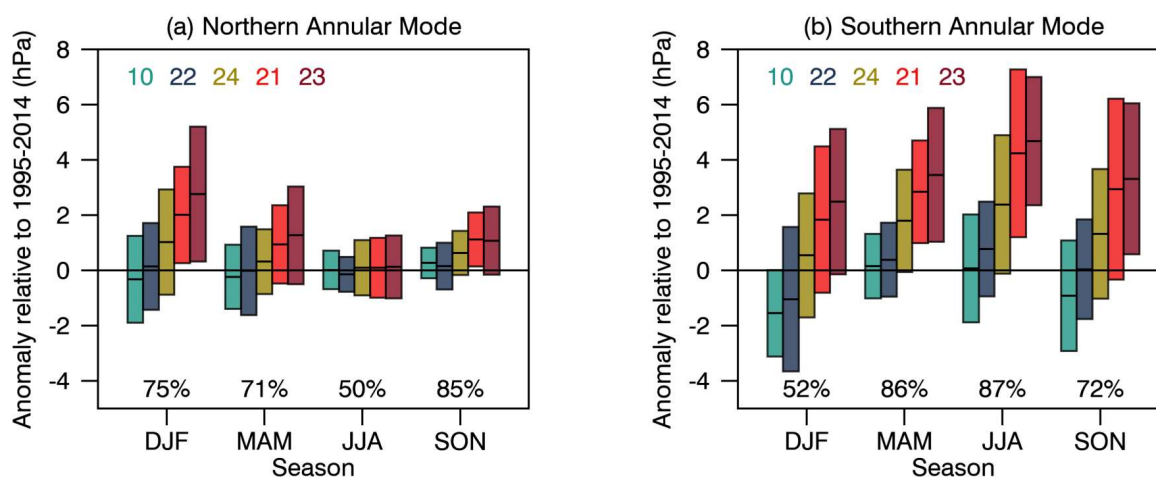 (a) Northern Annular Mode
Anomaly relative to 1995-2014 (hPa)
8
6
4
2
0
-2
-4
10 22 24 21 23
75% 71% 50% 85%
DJF MAM JJA SON
Season
(b) Southern Annular Mode
Anomaly relative to 1995-2014 (hPa)
8
6
4
2
0
-2
-4
10 22 24 21 23
52% 86% 87% 72%
DJF MAM JJA SON
Season